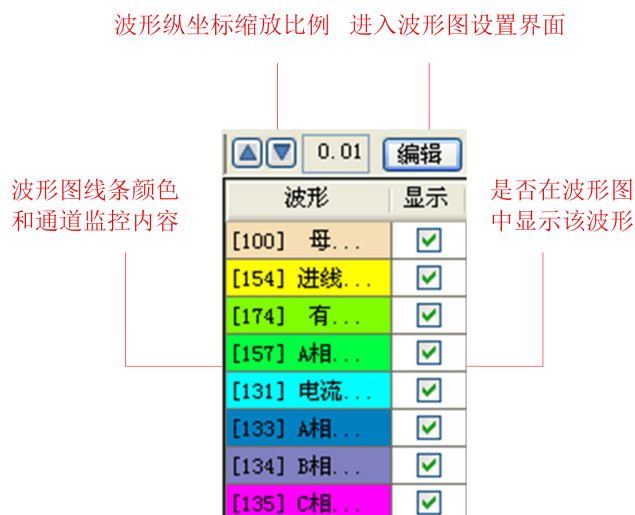 波形纵坐标缩放比例 进入波形图设置界面
0.01 编辑
波形 显示
波形图线条颜色
和通道监控内容
是否在波形图
中显示该波形
[100] 母...
[154] 进线...
[174] 有...
[157] A相...
[131] 电流...
[133] A相...
[134] B相...
[135] C相...